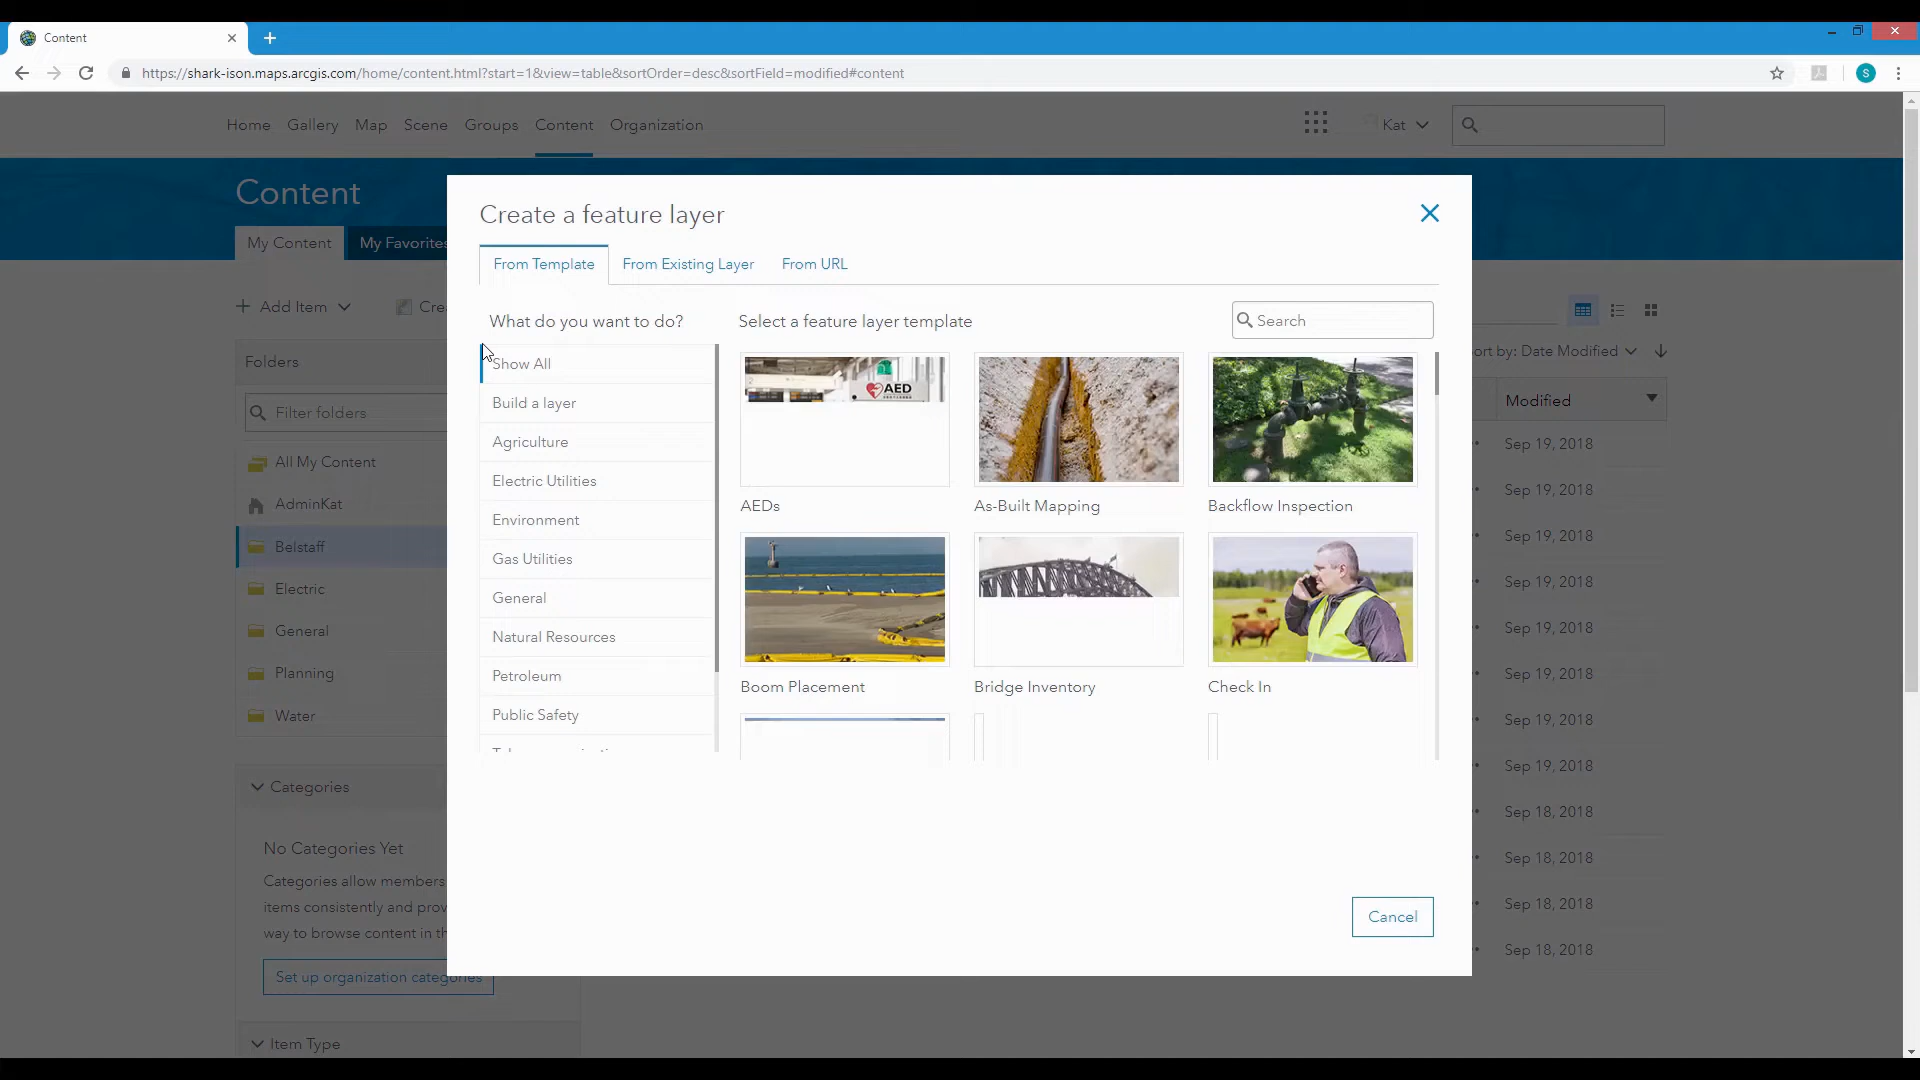 Content
https://shark-ison.maps.arcgis.com/home/content.html?start=1&view=table&sortOrder=desc&sortField=modified#content
S
Home Gallery Map Scene Groups Content Organization
Kat
Content
My Content My Favorites
Create a feature layer
From Template From Existing Layer From URL
Add Item
What do you want to do?
Select a feature layer template
Search
Folders
Filter folders
All My Content
AdminKat
Belstaff
Electric
General
Planning
Water
Categories
No Categories Yet
Categories allow members
items consistently and
way to browse content in
Set up organization categories
Item Type
Show All
Build a layer
Agriculture
Electric Utilities
Environment
Gas Utilities
General
Natural Resources
Petroleum
Public Safety
AED
AEDs
As-Built Mapping
Backflow Inspection
Boom Placement
Bridge Inventory
Check In
Cancel
by: Date Modified
Modified
Sep 19, 2018
Sep 19, 2018
Sep 19, 2018
Sep 19, 2018
Sep 19, 2018
Sep 19, 2018
Sep 19, 2018
Sep 19, 2018
Sep 18, 2018
Sep 18, 2018
Sep 18, 2018
Sep 18, 2018